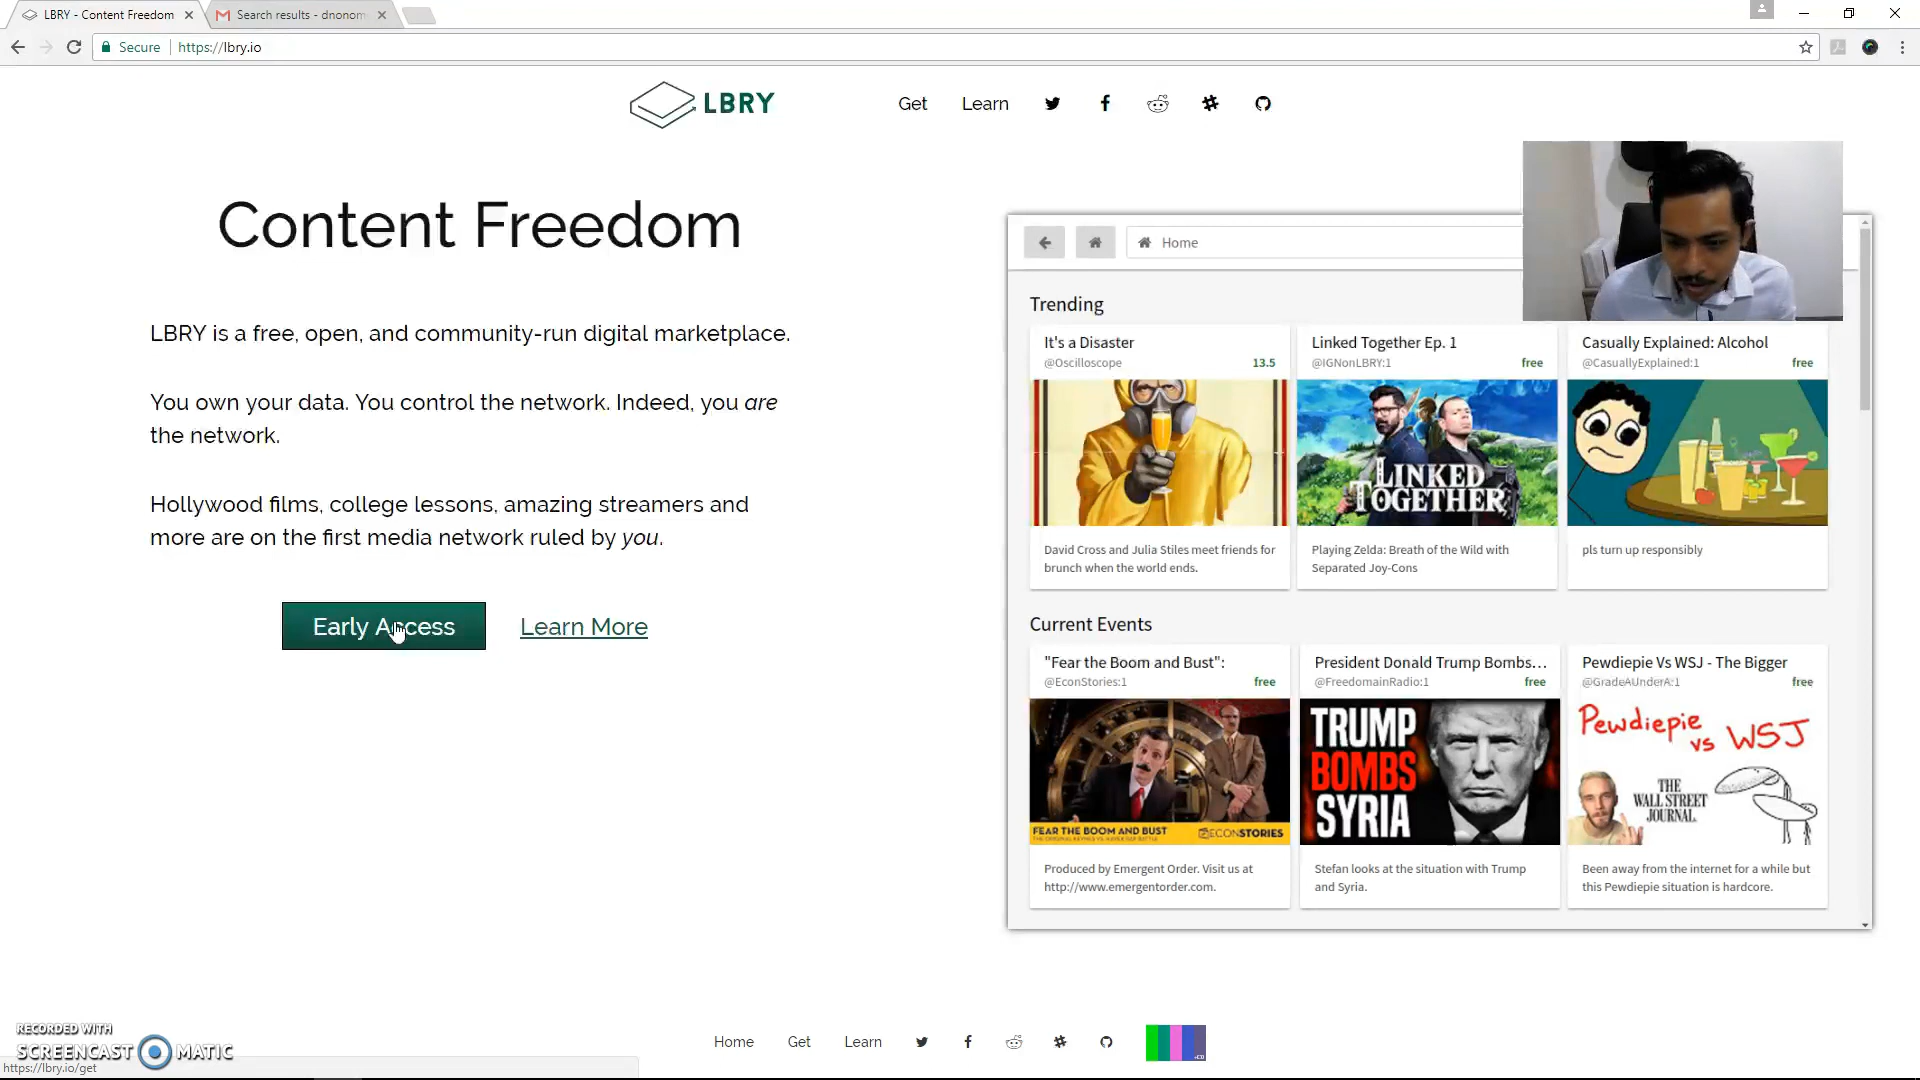 LBRY - Content Freedom
Search results - dnonom
Secure
https://lbry.io
LBRY
Get
Learn
Content Freedom
LBRY is a free, open, and community-run digital marketplace.
You own your data. You control the network. Indeed, you are
the network.
Hollywood films, college lessons, amazing streamers and
more are on the first media network ruled by you.
Early Access
Learn More
Home
Trending
It's a Disaster
@Oscilloscope
13.5
David Cross and Julia Stiles meet friends for
brunch when the world ends.
Linked Together Ep. 1
@IGNonLBRY:1
free
LINKED
TOGETHER
Playing Zelda: Breath of the Wild with
Separated Joy-Cons
Casually Explained: Alcohol
@CasuallyExplained:1
free
pls turn up responsibly
Current Events
"Fear the Boom and Bust":
@EconStories:1
free
FEAR THE BOOM AND BUST
ECONSTORIES
Produced by Emergent Order. Visit us at
http://www.emergentorder.com.
President Donald Trump Bombs...
@FreedomainRadio:1
free
TRUMP
BOMBS
SYRIA
Stefan looks at the situation with Trump
and Syria.
Pewdiepie Vs WSJ - The Bigger
@GradeAUnderA:1
free
Pewdiepie
vs WSJ
THE
WALL STREET
JOURNAL.
Been away from the internet for a while but
this Pewdiepie situation is hardcore.
Home
Get
Learn
RECORDED WITH
SCREENCAST MATIC
https://lbry.io/get